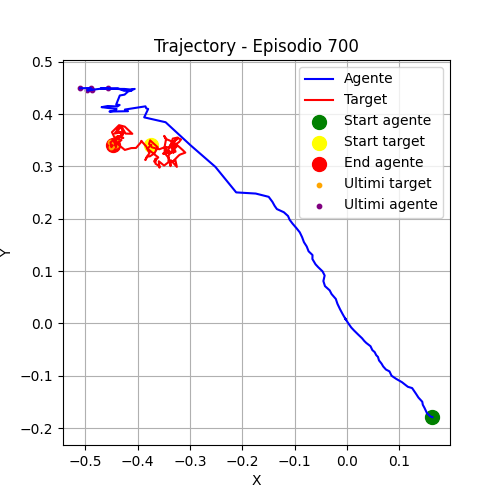 Trajectory - Episodio 700
Agente
Target
Start agente
Start target
End agente
Ultimi target
Ultimi agente
0.5
0.4
0.3
0.2
0.1
0.0
−0.1
−0.2
Y
−0.5 −0.4 −0.3 −0.2 −0.1 0.0 0.1
X